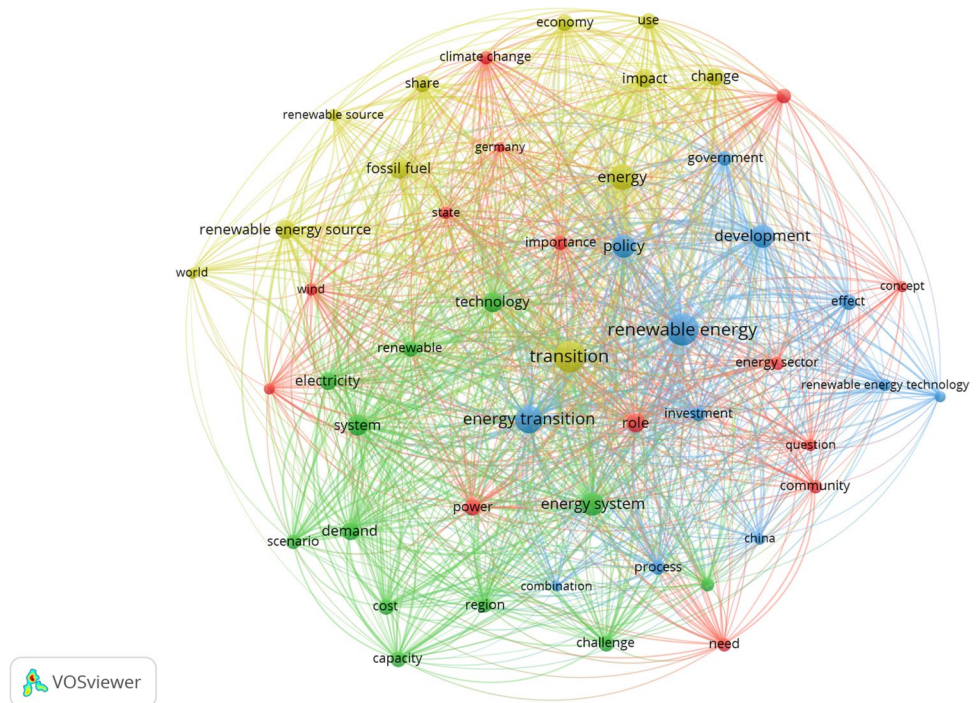 economy
use
climate change
impact
change
share
renewable source
germany
government
fossil fuel
energy
state
renewable energy source
importance
policy
development
world
wind
concept
technology
effect
renewable energy
renewable
transition
energy sector
electricity
renewable energy technology
system
energy transition
role
investment
question
community
power
energy system
demand
scenario
china
process
combination
cost
region
challenge
need
capacity
VOSviewer